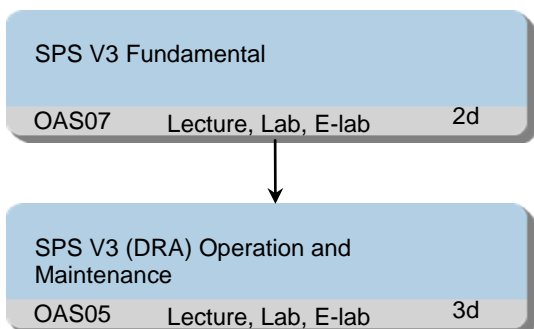 SPS V3 Fundamental
OAS07 Lecture, Lab, E-lab 2d
SPS V3 (DRA) Operation and
Maintenance
OAS05 Lecture, Lab, E-lab 3d